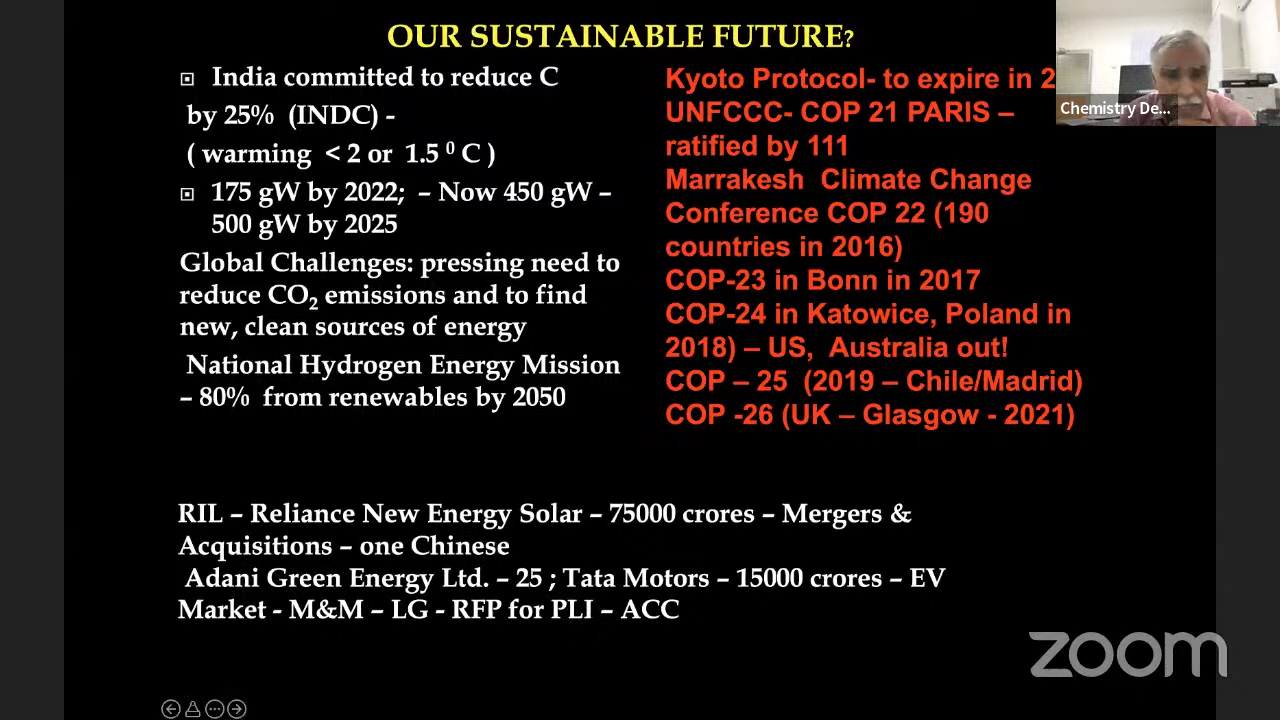 OUR SUSTAINABLE FUTURE?
India committed to reduce C
by 25% (INDC) -
( warming < 2 or 1.5 ⁰ C )
175 gW by 2022; – Now 450 gW –
500 gW by 2025
Global Challenges: pressing need to
reduce CO₂ emissions and to find
new, clean sources of energy
National Hydrogen Energy Mission
– 80% from renewables by 2050
Kyoto Protocol- to expire in 2
UNFCCC- COP 21 PARIS –
ratified by 111
Marrakesh Climate Change
Conference COP 22 (190
countries in 2016)
COP-23 in Bonn in 2017
COP-24 in Katowice, Poland in
2018) – US, Australia out!
COP – 25 (2019 – Chile/Madrid)
COP -26 (UK – Glasgow - 2021)
RIL – Reliance New Energy Solar – 75000 crores – Mergers &
Acquisitions – one Chinese
Adani Green Energy Ltd. – 25 ; Tata Motors – 15000 crores – EV
Market - M&M – LG - RFP for PLI – ACC
Chemistry De...
zoom